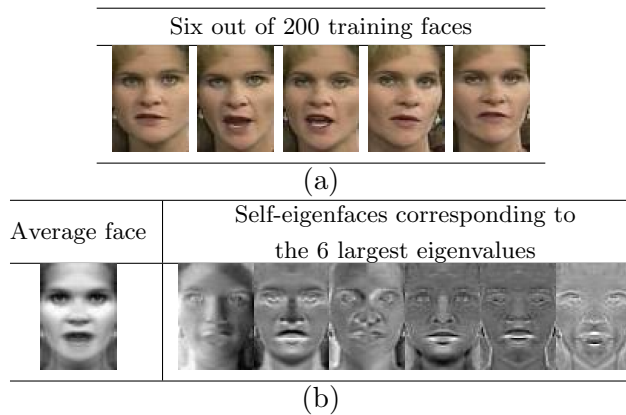 Six out of 200 training faces
(a)
Average face
Self-eigenfaces corresponding to
the 6 largest eigenvalues
(b)